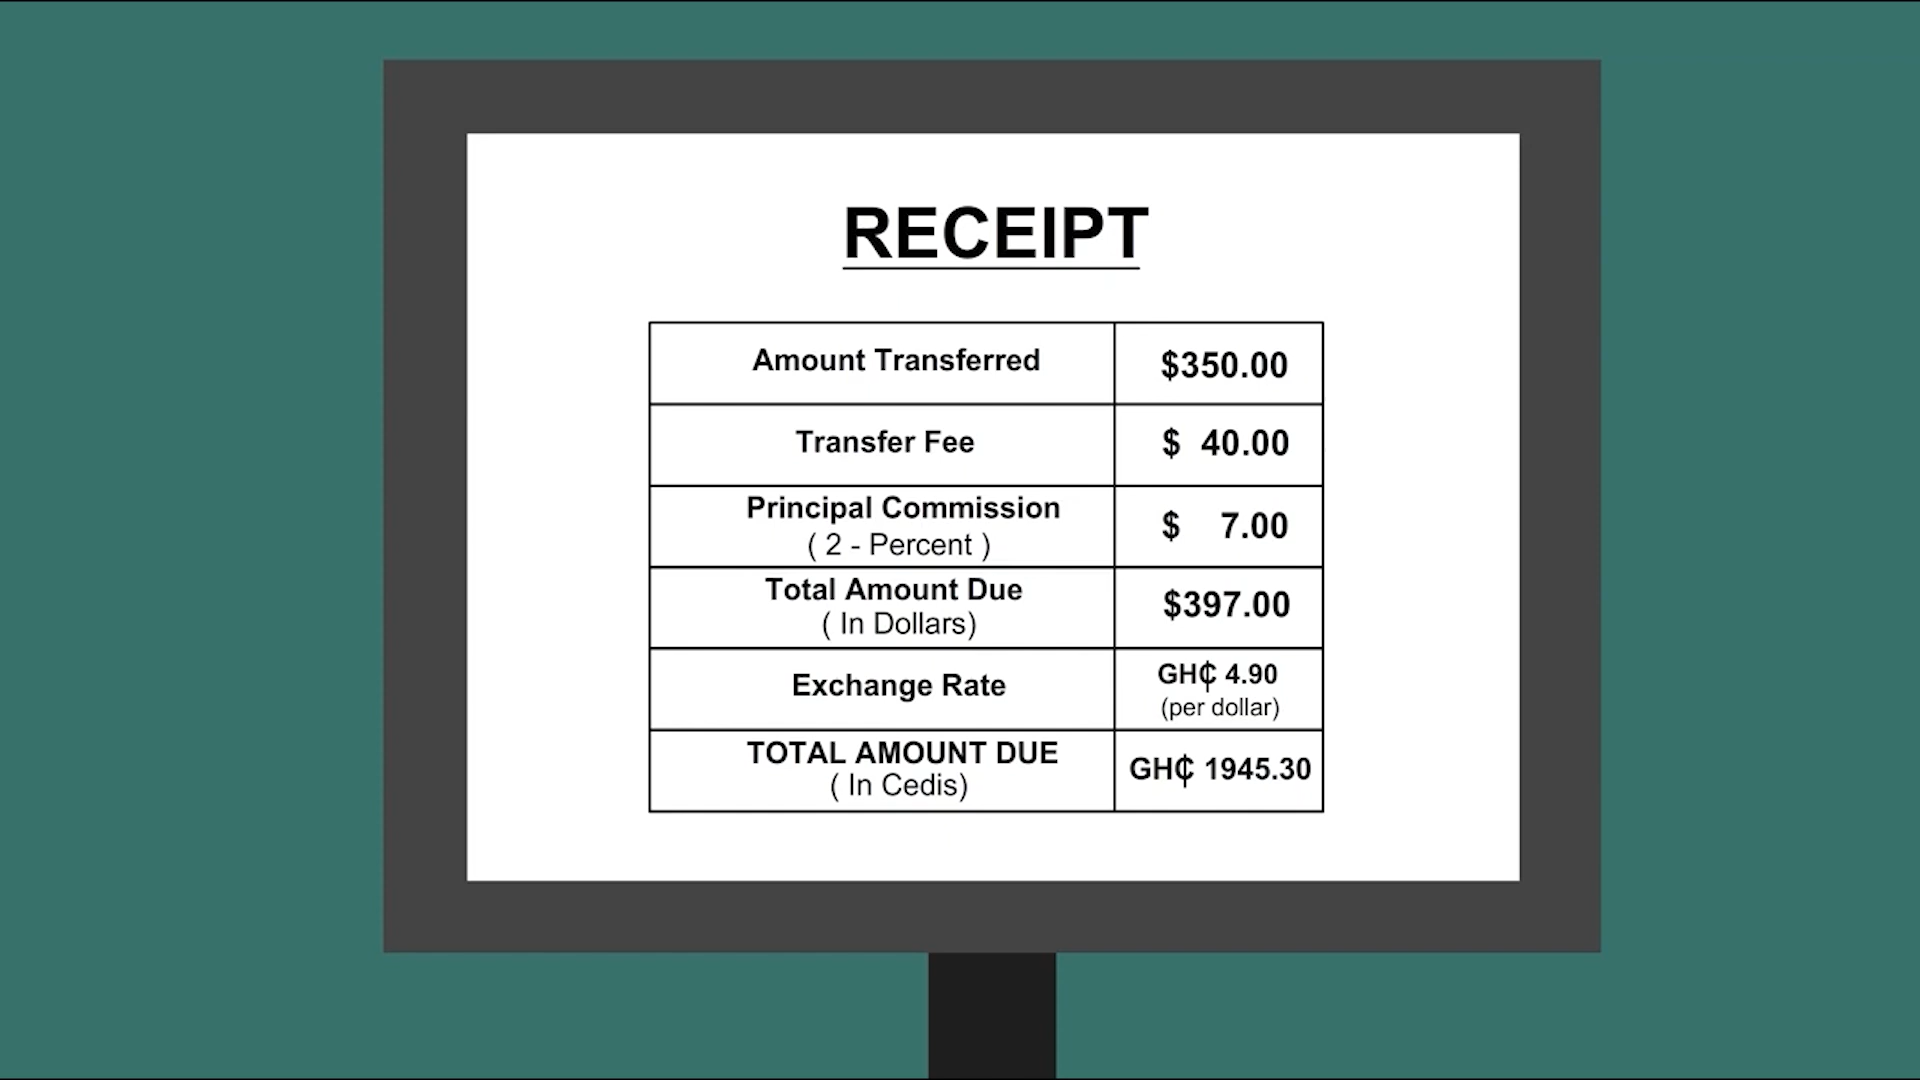 RECEIPT
Amount Transferred $350.00
Transfer Fee $ 40.00
Principal Commission
( 2 - Percent ) $ 7.00
Total Amount Due
( In Dollars) $397.00
Exchange Rate GH₵ 4.90
(per dollar)
TOTAL AMOUNT DUE
( In Cedis) GH₵ 1945.30